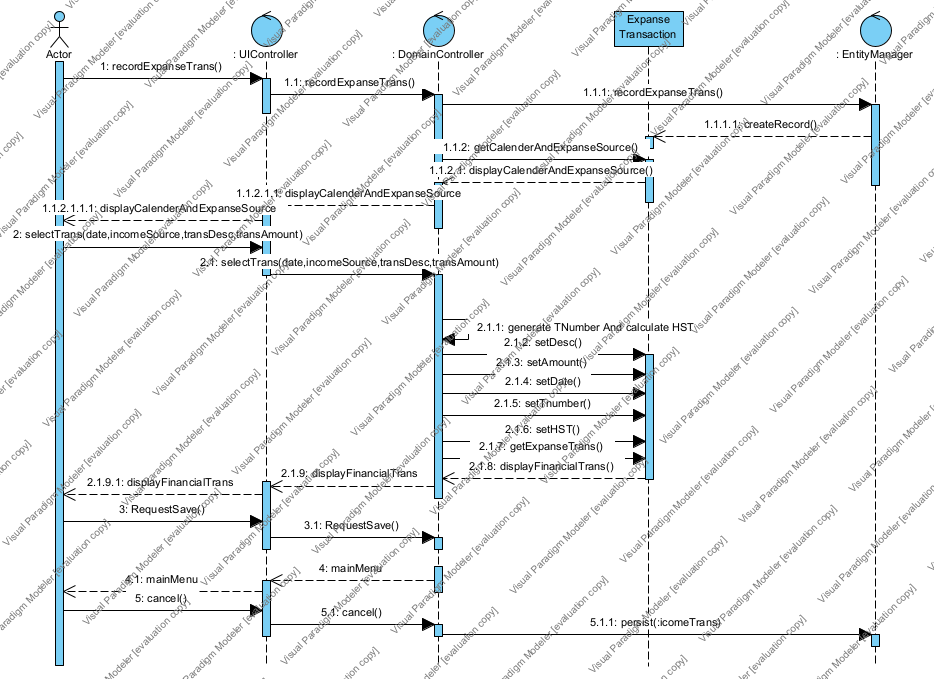 Expanse
Transaction
Actor
: UIController
: DomainController
: EntityManager
1: recordExpanseTrans()
1.1: recordExpanseTrans()
1.1.1: recordExpanseTrans()
1.1.1.1: createRecord()
1.1.2: getCalenderAndExpanseSource()
1.1.2.1: displayCalenderAndExpanseSource()
1.1.2.1.1: displayCalenderAndExpanseSource
1.1.2.1.1.1: displayCalenderAndExpanseSource
2: selectTrans(date,incomeSource,transDesc,transAmount)
2.1: selectTrans(date,incomeSource,transDesc,transAmount)
2.1.1: generate TNumber And calculate HST
2.1.2: setDesc()
2.1.3: setAmount()
2.1.4: setDate()
2.1.5: setTnumber()
2.1.6: setHST()
2.1.7: getExpanseTrans()
2.1.8: displayFinancialTrans()
2.1.9: displayFinancialTrans
2.1.9.1: displayFinancialTrans
3: RequestSave()
3.1: RequestSave()
4: mainMenu
4.1: mainMenu
5: cancel()
5.1: cancel()
5.1.1: persist(:icomeTrans)
Visual Paradigm Modeler [evaluation copy]